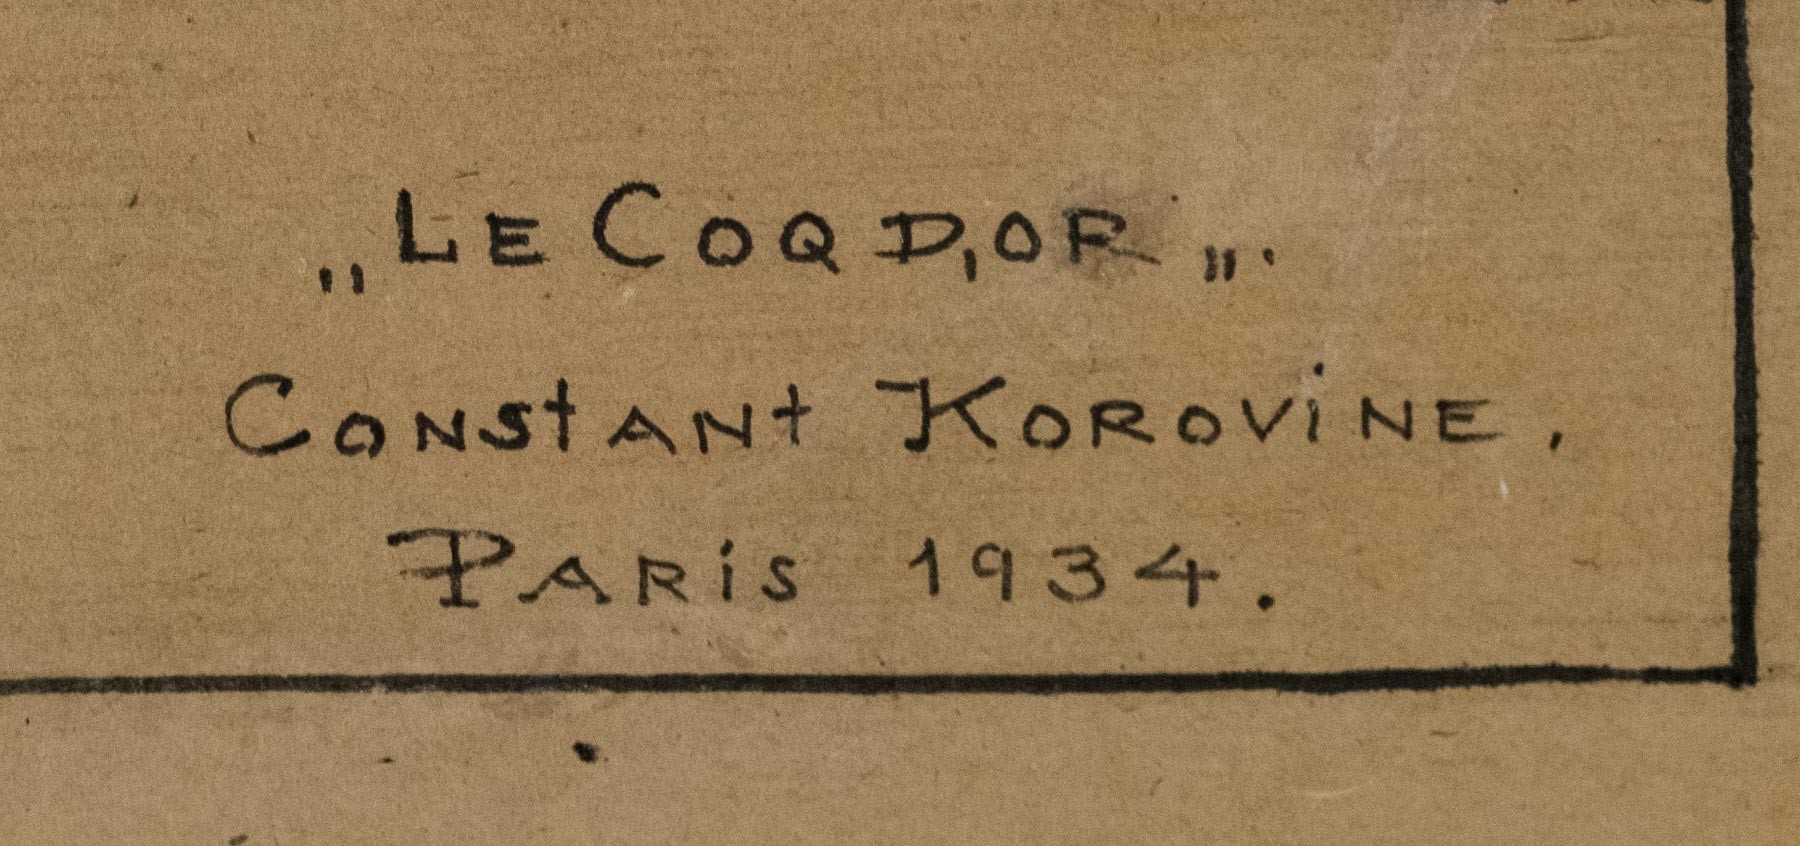 „Le Coq D,or „.
Constant Korovine.
Paris 1934.